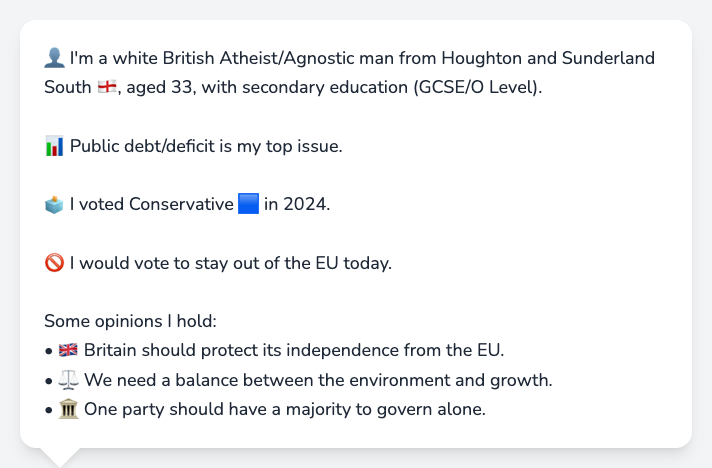 👤 I'm a white British Atheist/Agnostic man from Houghton and Sunderland
South 🏴󠁧󠁢󠁥󠁮󠁧󠁿, aged 33, with secondary education (GCSE/O Level).
📊 Public debt/deficit is my top issue.
🗳️ I voted Conservative 🟦 in 2024.
🚫 I would vote to stay out of the EU today.
Some opinions I hold:
• 🇬🇧 Britain should protect its independence from the EU.
• ⚖️ We need a balance between the environment and growth.
• 🏛️ One party should have a majority to govern alone.